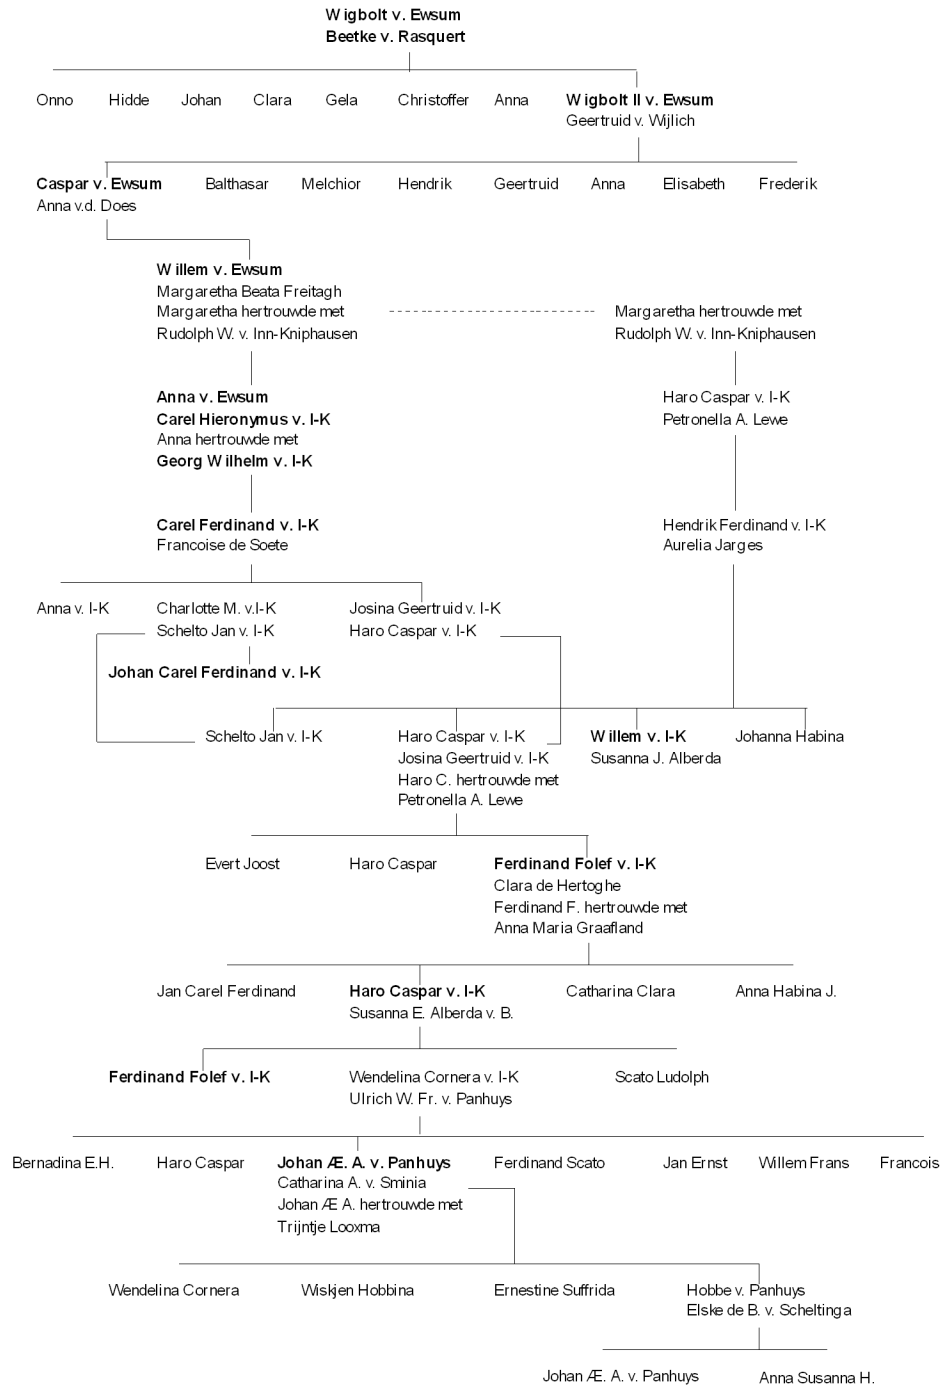 Wigbolt v. Ewsum
Beetke v. Rasquert
Onno Hidde Johan Clara Gela Christoffer Anna Wigbolt II v. Ewsum
Geertruid v. Wijlich
Caspar v. Ewsum Balthasar Melchior Hendrik Geertruid Anna Elisabeth Frederik
Anna v.d. Does
Willem v. Ewsum
Margaretha Beata Freitagh
Margaretha hertrouwde met Margaretha hertrouwde met
Rudolph W. v. Inn-Kniphausen Rudolph W. v. Inn-Kniphausen
Anna v. Ewsum Haro Caspar v. I-K
Carel Hieronymus v. I-K Petronella A. Lewe
Anna hertrouwde met
Georg Wilhelm v. I-K
Carel Ferdinand v. I-K Hendrik Ferdinand v. I-K
Francoise de Soete Aurelia Jarges
Anna v. I-K Charlotte M. v.I-K Josina Geertruid v. I-K
Schelto Jan v. I-K Haro Caspar v. I-K
Johan Carel Ferdinand v. I-K
Schelto Jan v. I-K Haro Caspar v. I-K Willem v. I-K Johanna Habina
Josina Geertruid v. I-K Susanna J. Alberda
Haro C. hertrouwde met
Petronella A. Lewe
Evert Joost Haro Caspar Ferdinand Folef v. I-K
Clara de Hertoghe
Ferdinand F. hertrouwde met
Anna Maria Graafland
Jan Carel Ferdinand Haro Caspar v. I-K Catharina Clara Anna Habina J.
Susanna E. Alberda v. B.
Ferdinand Folef v. I-K Wendelina Cornera v. I-K Scato Ludolph
Ulrich W. Fr. v. Panhuys
Bernadina E.H. Haro Caspar Johan Æ. A. v. Panhuys Ferdinand Scato Jan Ernst Willem Frans Francois
Catharina A. v. Sminia
Johan Æ A. hertrouwde met
Trijntje Looxma
Wendelina Cornera Wiskjen Hobbina Ernestine Suffrida Hobbe v. Panhuys
Elske de B. v. Scheltinga
Johan Æ. A. v. Panhuys Anna Susanna H.